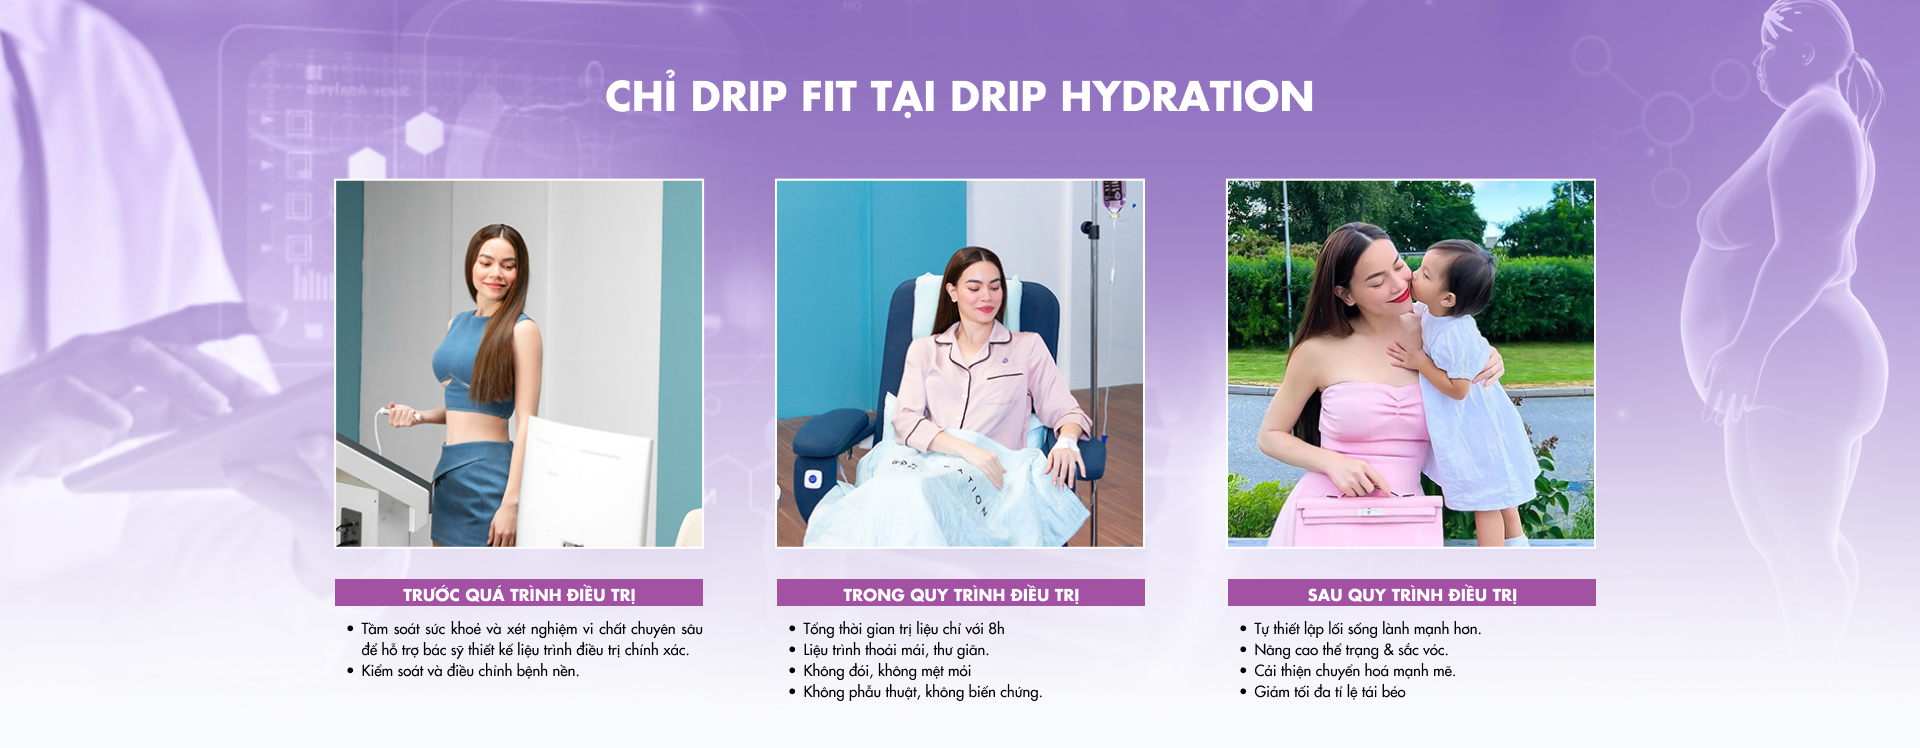 CHỈ DRIP FIT TẠI DRIP HYDRATION
TRƯỚC QUÁ TRÌNH ĐIỀU TRỊ
• Tầm soát sức khoẻ và xét nghiệm vi chất chuyên sâu
để hỗ trợ bác sỹ thiết kế liệu trình điều trị chính xác.
• Kiểm soát và điều chỉnh bệnh nền.
TRONG QUY TRÌNH ĐIỀU TRỊ
• Tổng thời gian trị liệu chỉ với 8h
• Liệu trình thoải mái, thư giãn.
• Không đói, không mệt mỏi
• Không phẫu thuật, không biến chứng.
SAU QUY TRÌNH ĐIỀU TRỊ
• Tự thiết lập lối sống lành mạnh hơn.
• Nâng cao thể trạng & sắc vóc.
• Cải thiện chuyển hoá mạnh mẽ.
• Giảm tối đa tỉ lệ tái béo